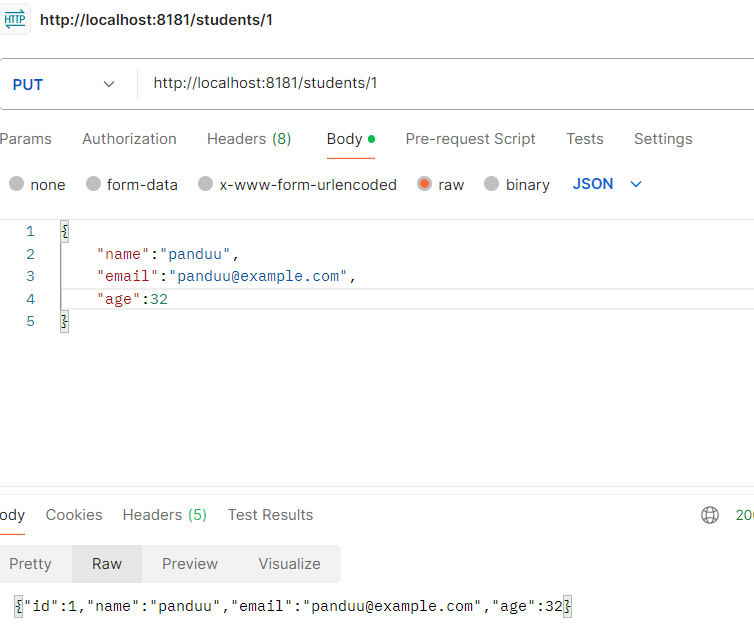 HTTP http://localhost:8181/students/1
PUT http://localhost:8181/students/1
Params Authorization Headers (8) Body Pre-request Script Tests Settings
none form-data x-www-form-urlencoded raw binary JSON
1 {
2 "name":"panduu",
3 "email":"panduu@example.com",
4 "age":32
5 }
ody Cookies Headers (5) Test Results 20
Pretty Raw Preview Visualize
{"id":1,"name":"panduu","email":"panduu@example.com","age":32}